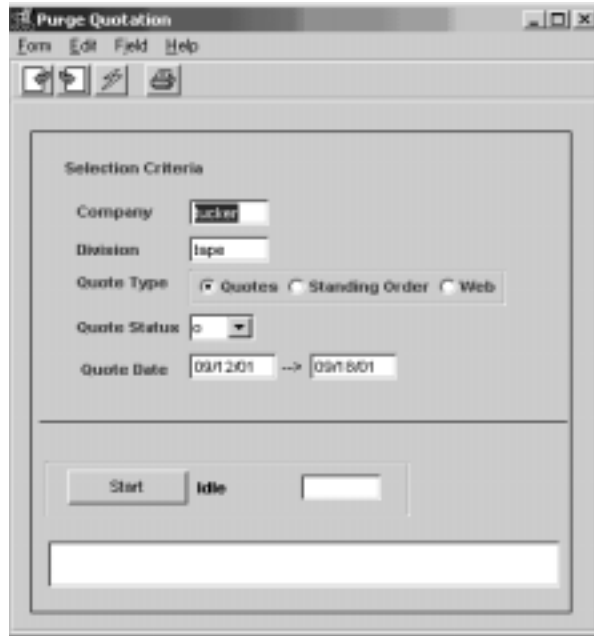 Purge Quotation
Form Edit Field Help
Selection Criteria
Company tucker
Division tape
Quote Type Quotes Standing Order Web
Quote Status o
Quote Date 09/12/01 --> 09/18/01
Start Idle